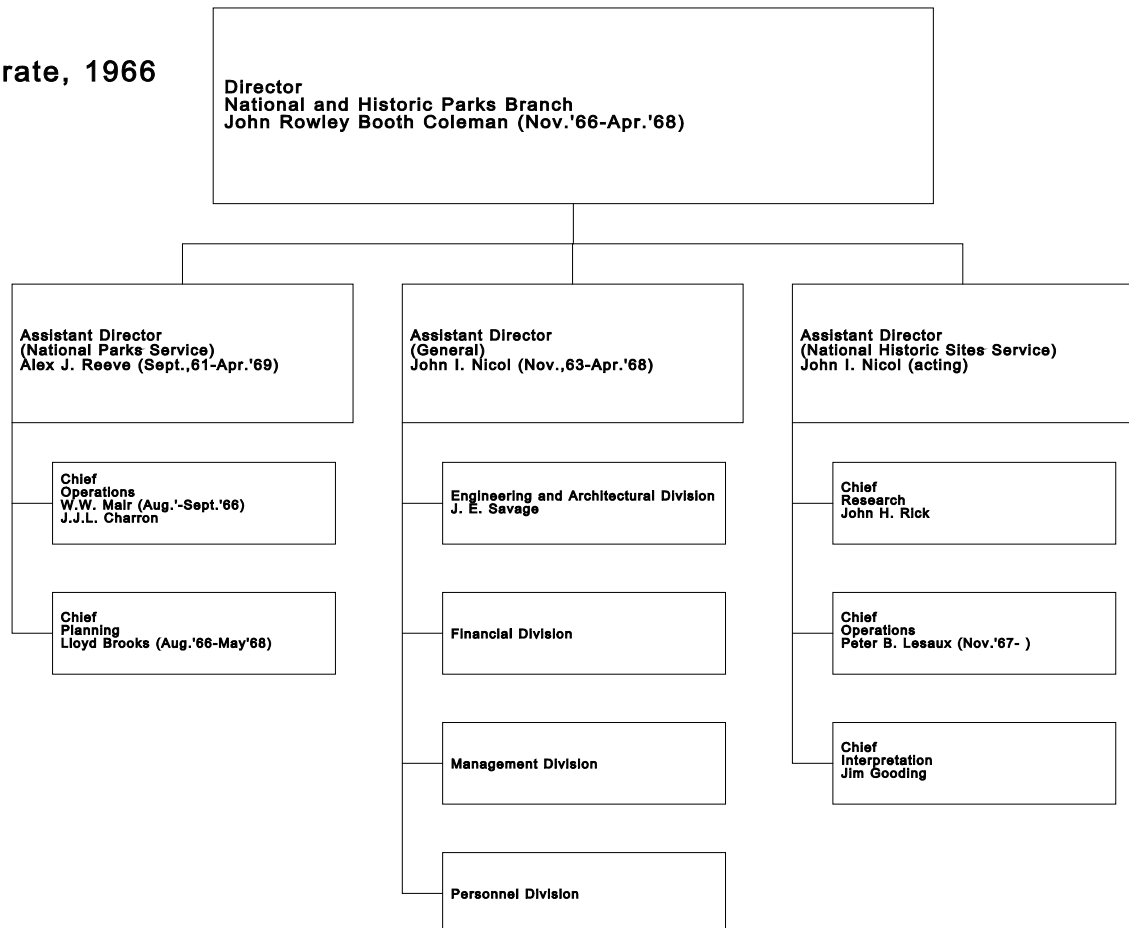 rate, 1966
Director
National and Historic Parks Branch
John Rowley Booth Coleman (Nov.'66-Apr.'68)
Assistant Director
(National Parks Service)
Alex J. Reeve (Sept.,61-Apr.'69)
Assistant Director
(General)
John I. Nicol (Nov.,63-Apr.'68)
Assistant Director
(National Historic Sites Service)
John I. Nicol (acting)
Chief
Operations
W.W. Mair (Aug.'-Sept.'66)
J.J.L. Charron
Chief
Planning
Lloyd Brooks (Aug.'66-May'68)
Engineering and Architectural Division
J. E. Savage
Financial Division
Management Division
Personnel Division
Chief
Research
John H. Rick
Chief
Operations
Peter B. Lesaux (Nov.'67- )
Chief
Interpretation
Jim Gooding